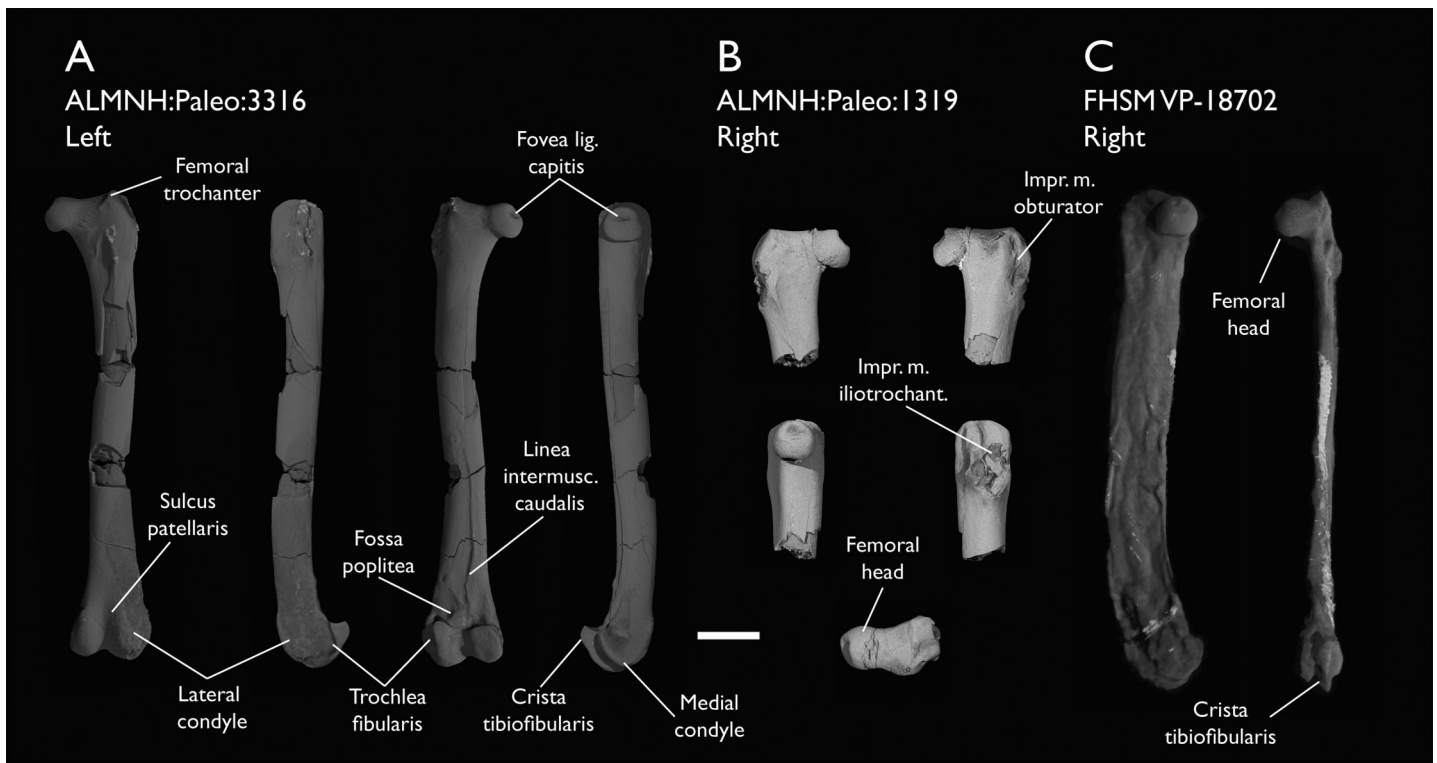 A
ALMNH:Paleo:3316
Left
B
ALMNH:Paleo:1319
Right
C
FHSM VP-18702
Right
Femoral
trochanter
Fovea lig.
capitis
Sulcus
patellaris
Linea
intermusc.
caudalis
Fossa
poplitea
Lateral
condyle
Trochlea
fibularis
Crista
tibiofibularis
Medial
condyle
Impr. m.
obturator
Impr. m.
iliotrochant.
Femoral
head
Femoral
head
Crista
tibiofibularis